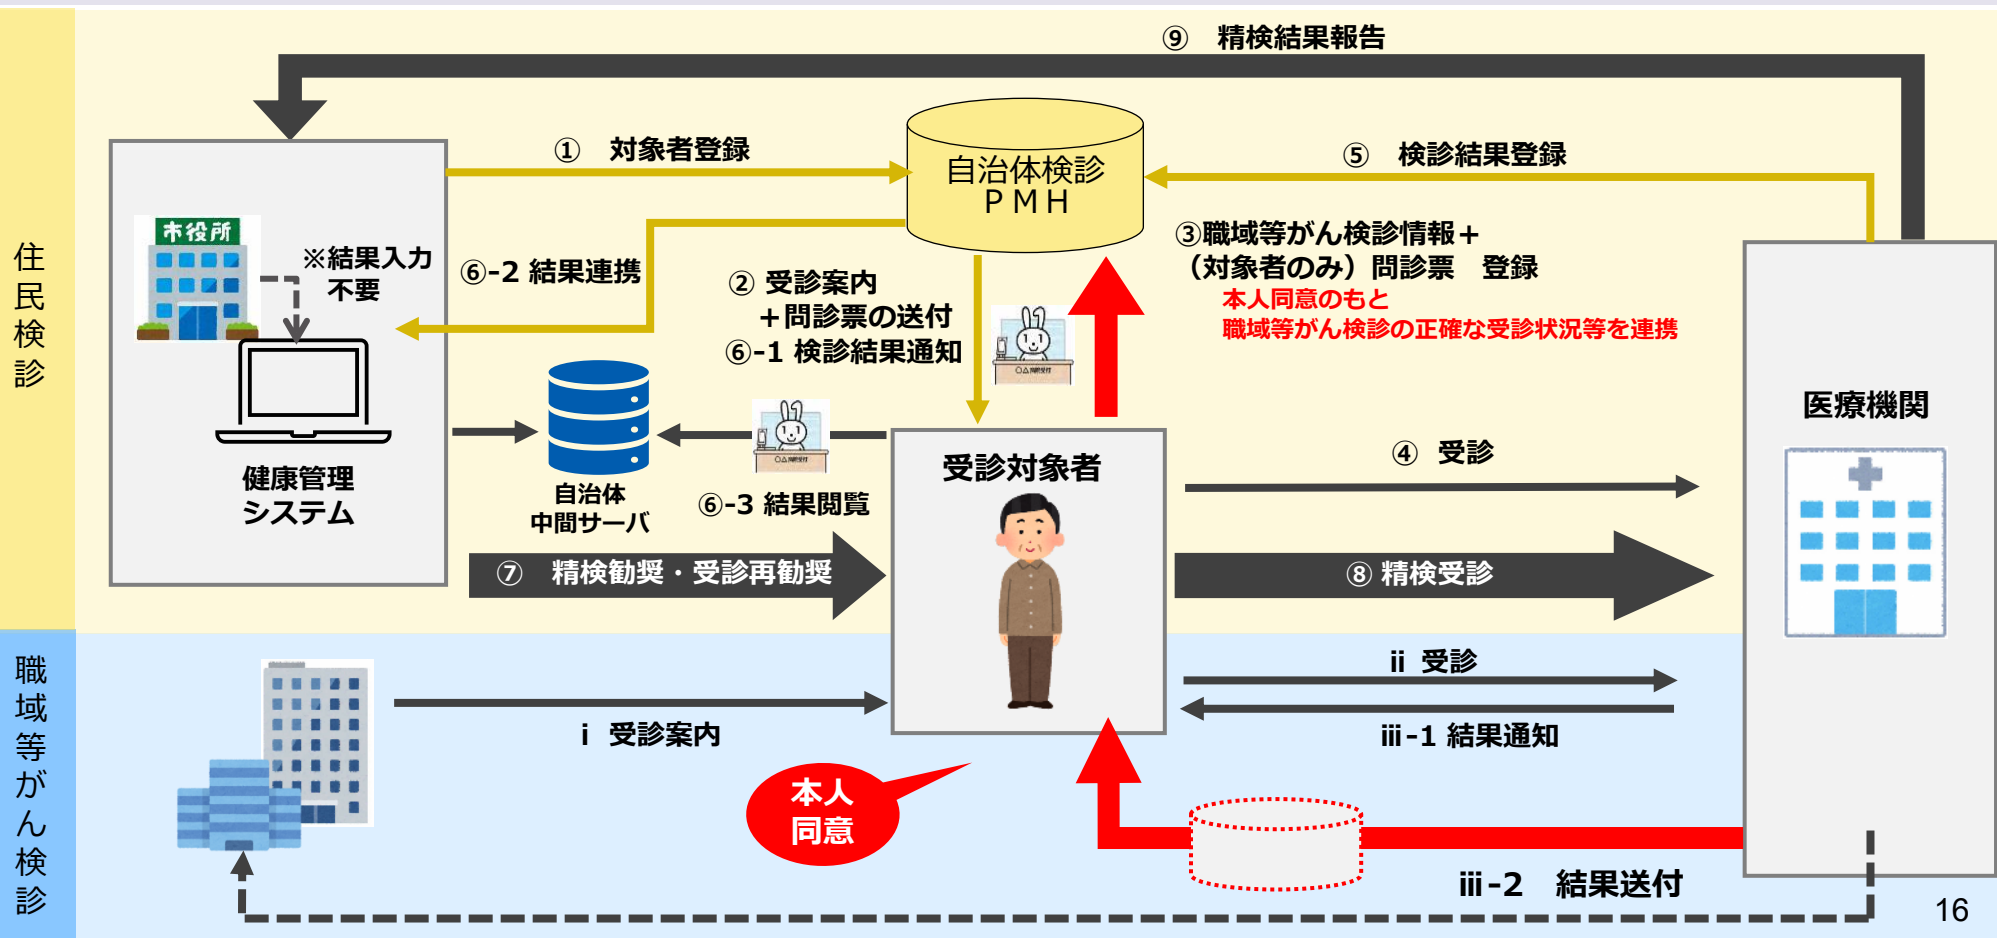 ⑨ 精検結果報告
住民検診
① 対象者登録
自治体検診
ＰＭＨ
⑤ 検診結果登録
市役所
※結果入力
不要
⑥-2 結果連携
② 受診案内
＋問診票の送付
⑥-1 検診結果通知
③職域等がん検診情報＋
（対象者のみ）問診票 登録
本人同意のもと
職域等がん検診の正確な受診状況等を連携
医療機関
健康管理
システム
自治体
中間サーバ
⑥-3 結果閲覧
受診対象者
④ 受診
⑦ 精検勧奨・受診再勧奨
⑧ 精検受診
職域等がん検診
ⅰ 受診案内
ⅱ 受診
ⅲ-1 結果通知
本人
同意
ⅲ-2 結果送付
16